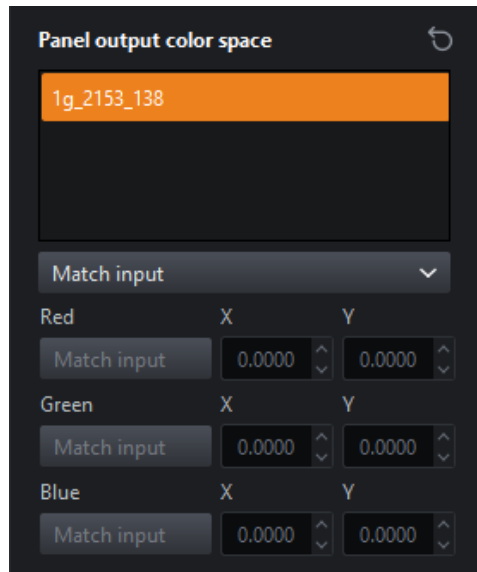 Panel output color space
1g_2153_138
Match input
Red X Y
Match input 0.0000 0.0000
Green X Y
Match input 0.0000 0.0000
Blue X Y
Match input 0.0000 0.0000